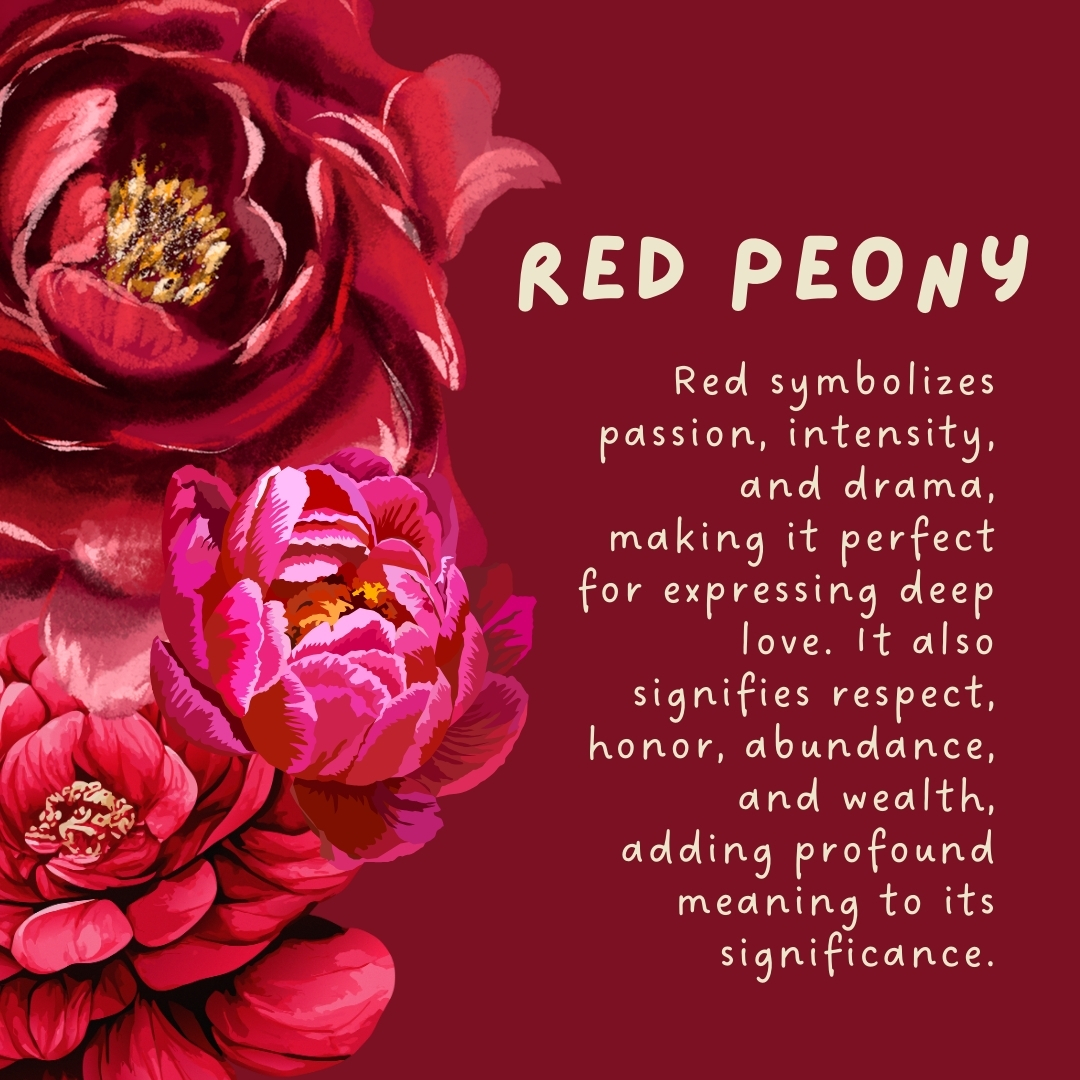 RED PEONY
Red symbolizes
passion, intensity,
and drama,
making it perfect
for expressing deep
love. It also
signifies respect,
honor, abundance,
and wealth,
adding profound
meaning to its
significance.